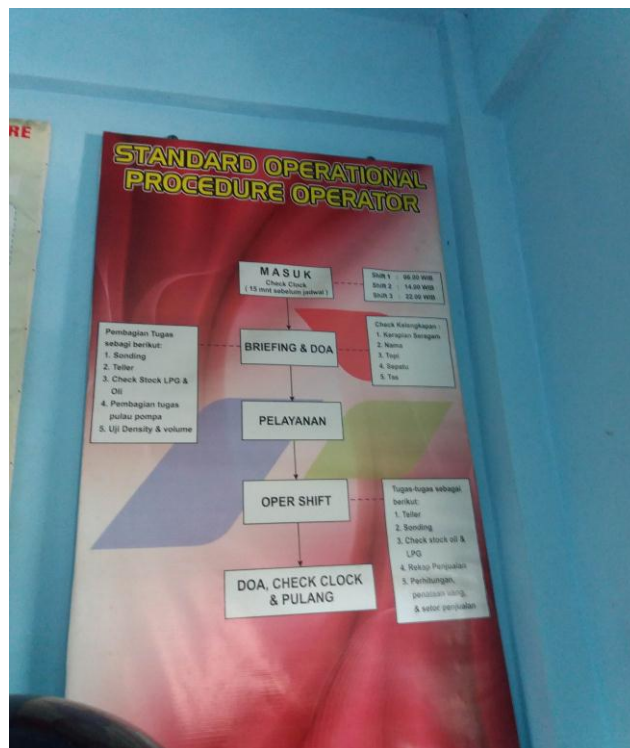 RE
STANDARD OPERATIONAL
PROCEDURE OPERATOR
MASUK
Check Clock
( 15 mnt sebelum jadwal )
Shift 1 : 06.00 WIB
Shift 2 : 14.00 WIB
Shift 3 : 22.00 WIB
Pembagian Tugas
sebagi berikut:
1. Sonding
2. Teller
3. Check Stock LPG &
Oli
4. Pembagian tugas
pulau pompa
5. Uji Density & volume
BRIEFING & DOA
Check Kelengkapan :
1. Kerapian Seragam
2. Nama
3. Topi
4. Sepatu
5. Tas
PELAYANAN
OPER SHIFT
Tugas-tugas sebagai
berikut:
1. Teller
2. Sonding
3. Check stock oli &
LPG
4. Rekap Penjualan
5. Perhitungan,
uang,
& setor penjualan
DOA, CHECK CLOCK
& PULANG